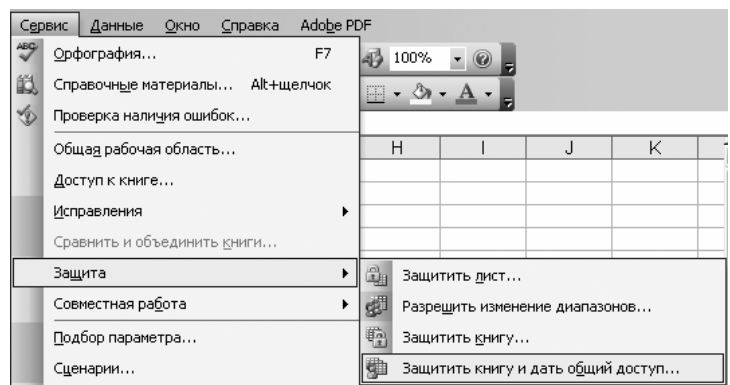 Сервис Данные Окно Справка Adobe PDF
Орфография... F7
100%
Справочные материалы... Alt+щелчок
Проверка наличия ошибок...
Общая рабочая область...
H I J K
Доступ к книге...
Исправления
Сравнить и объединить книги...
Защита
Защитить лист...
Совместная работа
Разрешить изменение диапазонов...
Подбор параметра...
Защитить книгу...
Сценарии...
Защитить книгу и дать общий доступ...